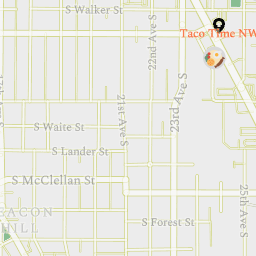 S Walker St
22nd Ave S
Taco Time NW
21st Ave S
23rd Ave S
S Waite St
S Lander St
S McClellan St
25th Ave S
S Forest St
EACON
HILL